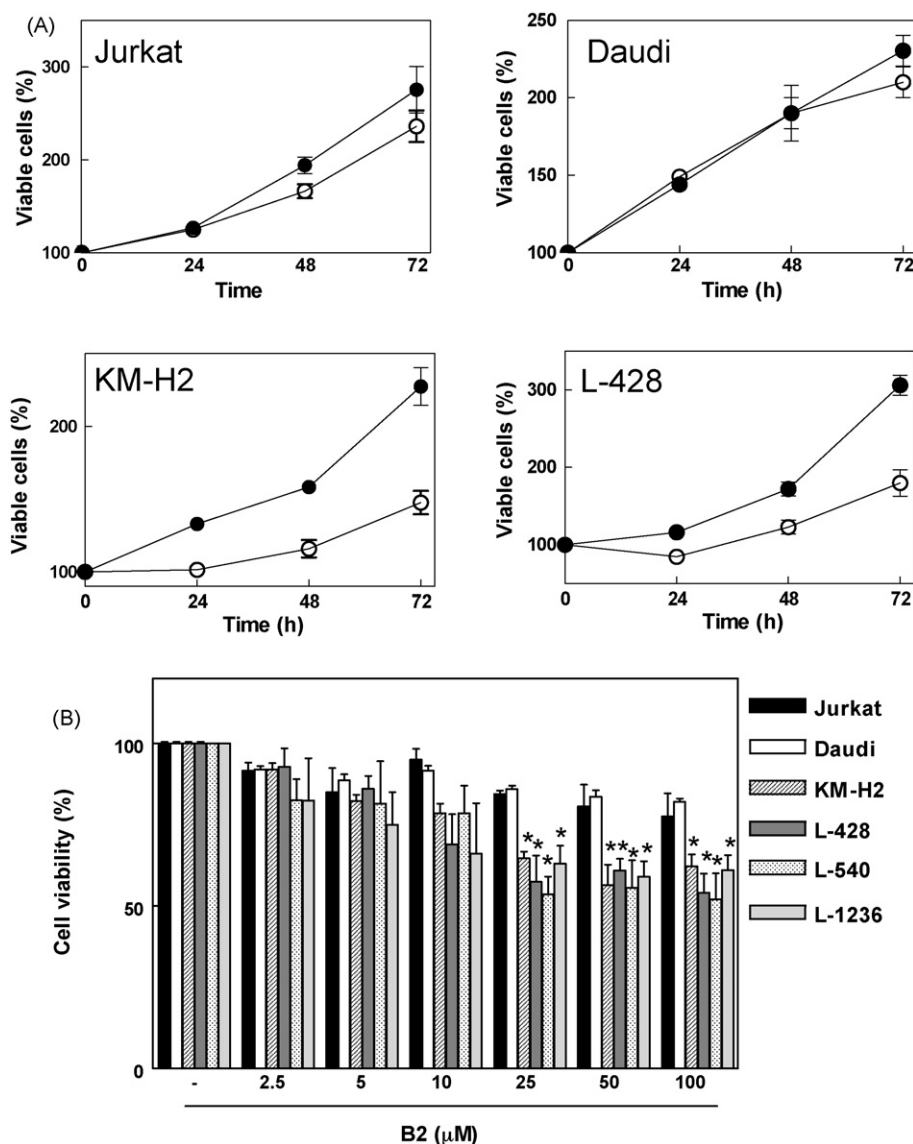 (A)
Jurkat
Viable cells (%)
300
200
100
0 24 48 72
Time
Daudi
Viable cells (%)
250
200
150
100
0 24 48 72
Time (h)
KM-H2
Viable cells (%)
200
100
0 24 48 72
Time (h)
L-428
Viable cells (%)
300
200
100
0 24 48 72
Time (h)
(B)
Cell viability (%)
100
50
0
* * * *
* * * *
* * * *
- 2.5 5 10 25 50 100
B2 (μM)
Jurkat
Daudi
KM-H2
L-428
L-540
L-1236